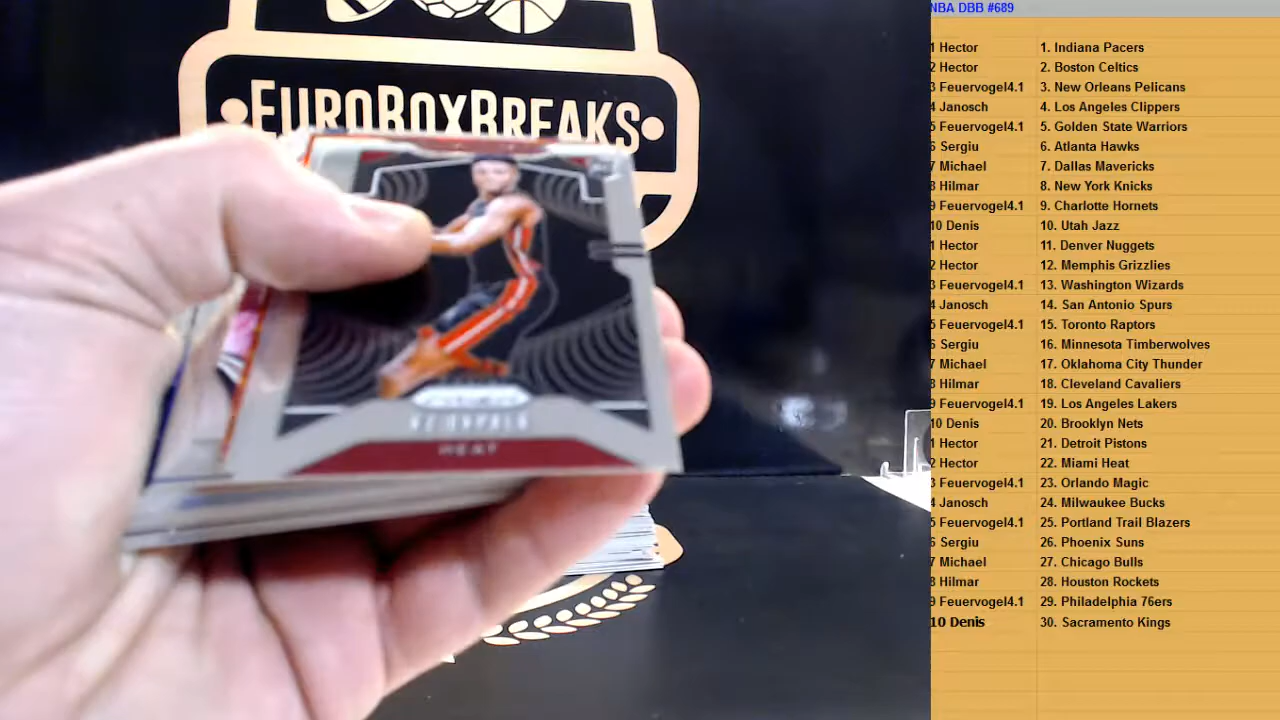 EUROBOXBREAKS
HEAT
NBA DBB #689
1 Hector 1. Indiana Pacers
2 Hector 2. Boston Celtics
3 Feuervogel4.1 3. New Orleans Pelicans
4 Janosch 4. Los Angeles Clippers
5 Feuervogel4.1 5. Golden State Warriors
6 Sergiu 6. Atlanta Hawks
7 Michael 7. Dallas Mavericks
8 Hilmar 8. New York Knicks
9 Feuervogel4.1 9. Charlotte Hornets
10 Denis 10. Utah Jazz
1 Hector 11. Denver Nuggets
2 Hector 12. Memphis Grizzlies
3 Feuervogel4.1 13. Washington Wizards
4 Janosch 14. San Antonio Spurs
5 Feuervogel4.1 15. Toronto Raptors
6 Sergiu 16. Minnesota Timberwolves
7 Michael 17. Oklahoma City Thunder
8 Hilmar 18. Cleveland Cavaliers
9 Feuervogel4.1 19. Los Angeles Lakers
10 Denis 20. Brooklyn Nets
1 Hector 21. Detroit Pistons
2 Hector 22. Miami Heat
3 Feuervogel4.1 23. Orlando Magic
4 Janosch 24. Milwaukee Bucks
5 Feuervogel4.1 25. Portland Trail Blazers
6 Sergiu 26. Phoenix Suns
7 Michael 27. Chicago Bulls
8 Hilmar 28. Houston Rockets
9 Feuervogel4.1 29. Philadelphia 76ers
10 Denis 30. Sacramento Kings